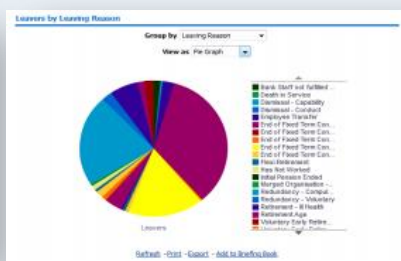 Leavers by Leaving Reason
Group by Leaving Reason
View as Pie Graph
Bank Staff not fulfilled ...
Death in Service
Dismissal - Capability
Dismissal - Conduct
Employee Transfer
End of Fixed Term Con...
End of Fixed Term Con...
End of Fixed Term Con...
End of Fixed Term Con...
End of Fixed Term Con...
Flexi Retirement
Has Not Worked
Initial Pension Ended
Merged Organisation -...
Redundancy - Compul...
Redundancy - Voluntary
Retirement - Ill Health
Retirement Age
Voluntary Early Retire...
Leavers
Refresh - Print - Export - Add to Briefing Book